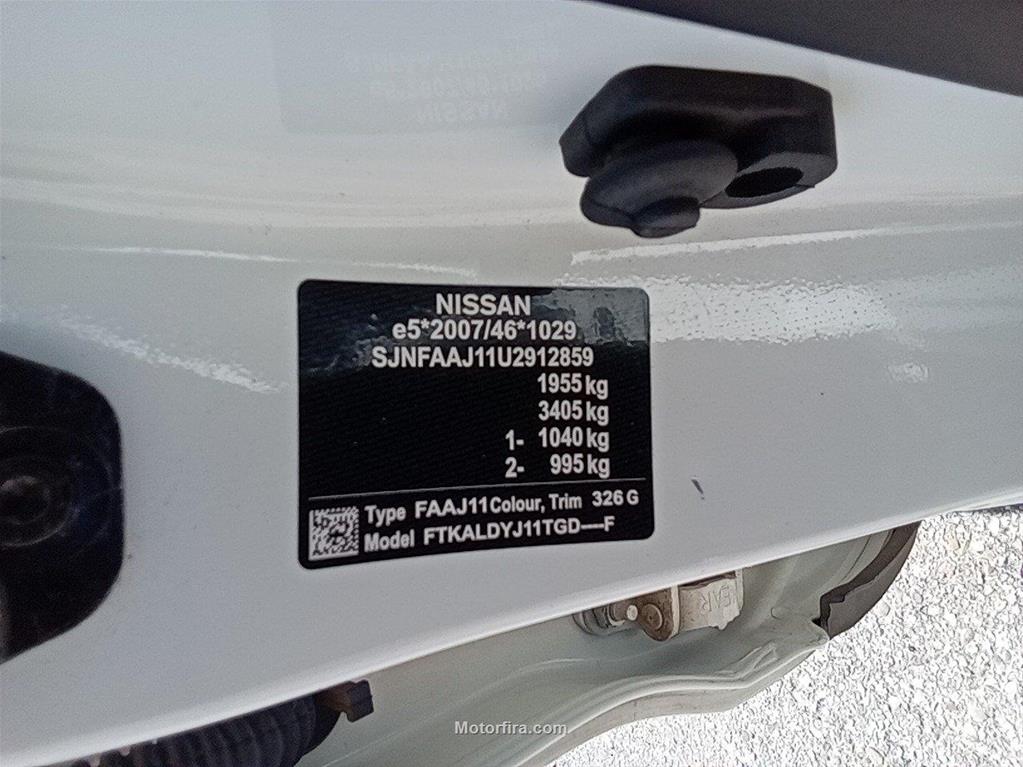 NISSAN
e5*2007/46*1029
SJNFAAJ11U2912859
1955 kg
3405 kg
1- 1040 kg
2- 995 kg
Type FAAJ11 Colour, Trim 326 G
Model FTKALDYJ11TGD----F
Motorfira.com